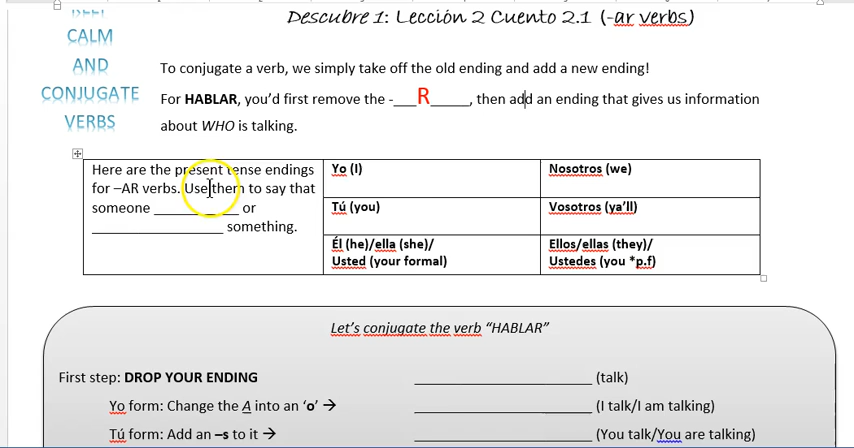 Descubre 1: Lección 2 Cuento 2.1 (-ar verbs)
KEEP
CALM
AND
CONJUGATE
VERBS
To conjugate a verb, we simply take off the old ending and add a new ending!
For HABLAR, you'd first remove the -___R_____, then add an ending that gives us information
about WHO is talking.
Here are the present tense endings
for –AR verbs. Use them to say that
someone ____________ or
___________________ something.
Yo (I)
Nosotros (we)
Tú (you)
Vosotros (ya'll)
Él (he)/ella (she)/
Usted (your formal)
Ellos/ellas (they)/
Ustedes (you *p.f)
Let's conjugate the verb "HABLAR"
First step: DROP YOUR ENDING __________________________ (talk)
Yo form: Change the A into an 'o' → __________________________ (I talk/I am talking)
Tú form: Add an –s to it → __________________________ (You talk/You are talking)